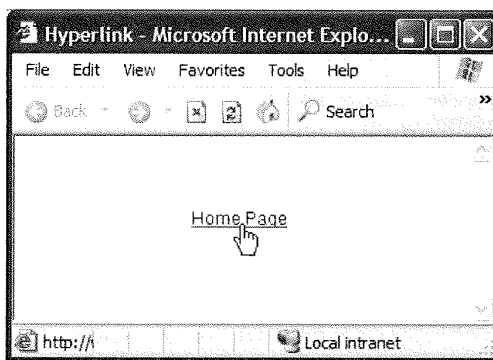 Hyperlink - Microsoft Internet Explo...
File Edit View Favorites Tools Help
Back Search »
Home Page
http:// Local intranet